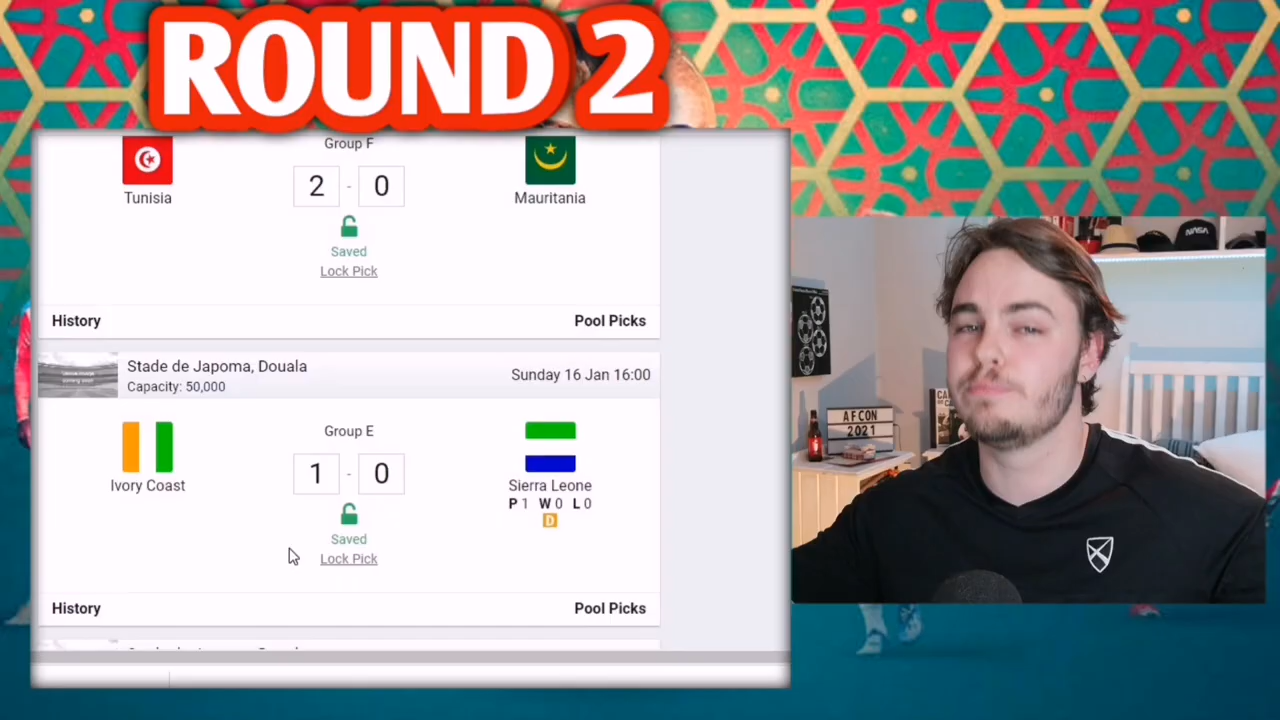 ROUND 2
Group F
2 - 0
Tunisia
Mauritania
Saved
Lock Pick
History
Pool Picks
Stade de Japoma, Douala
Capacity: 50,000
Sunday 16 Jan 16:00
Group E
1 - 0
Ivory Coast
Sierra Leone
P 1 W 0 L 0
D
Saved
Lock Pick
History
Pool Picks
NASA
AFCON
2021